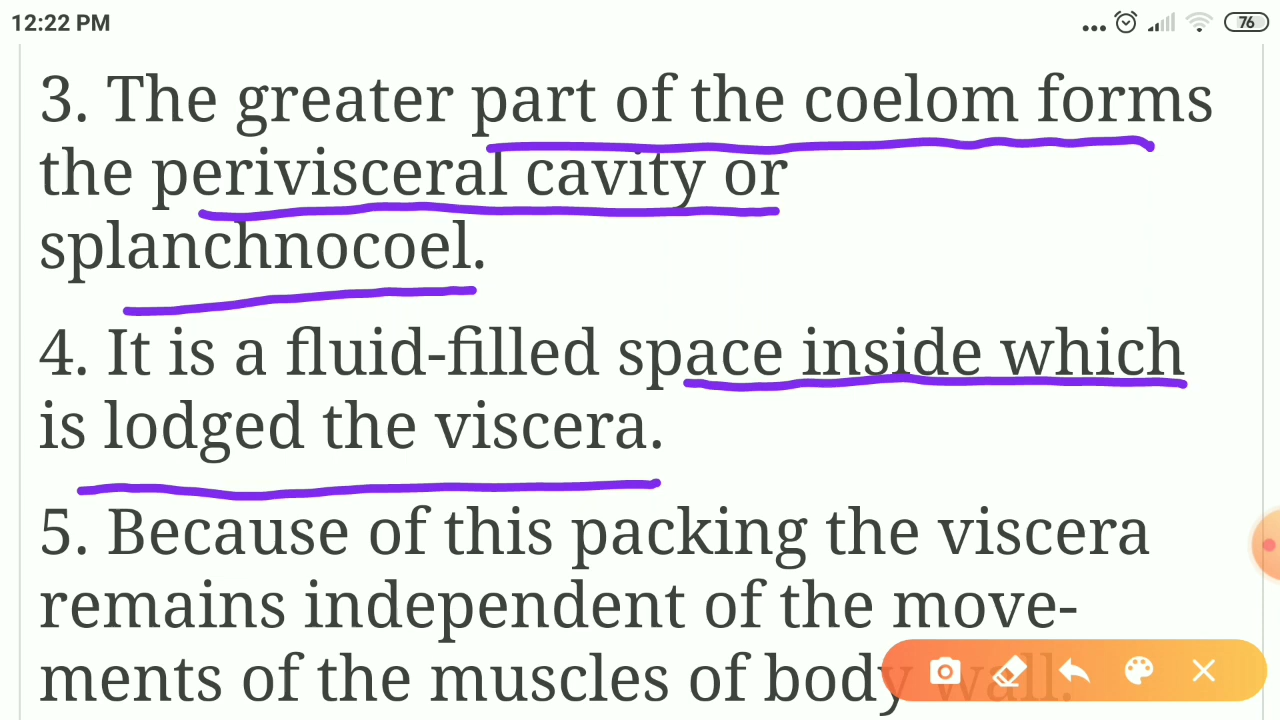 12:22 PM
76
3. The greater part of the coelom forms
the perivisceral cavity or
splanchnocoel.
4. It is a fluid-filled space inside which
is lodged the viscera.
5. Because of this packing the viscera
remains independent of the move-
ments of the muscles of body wall.